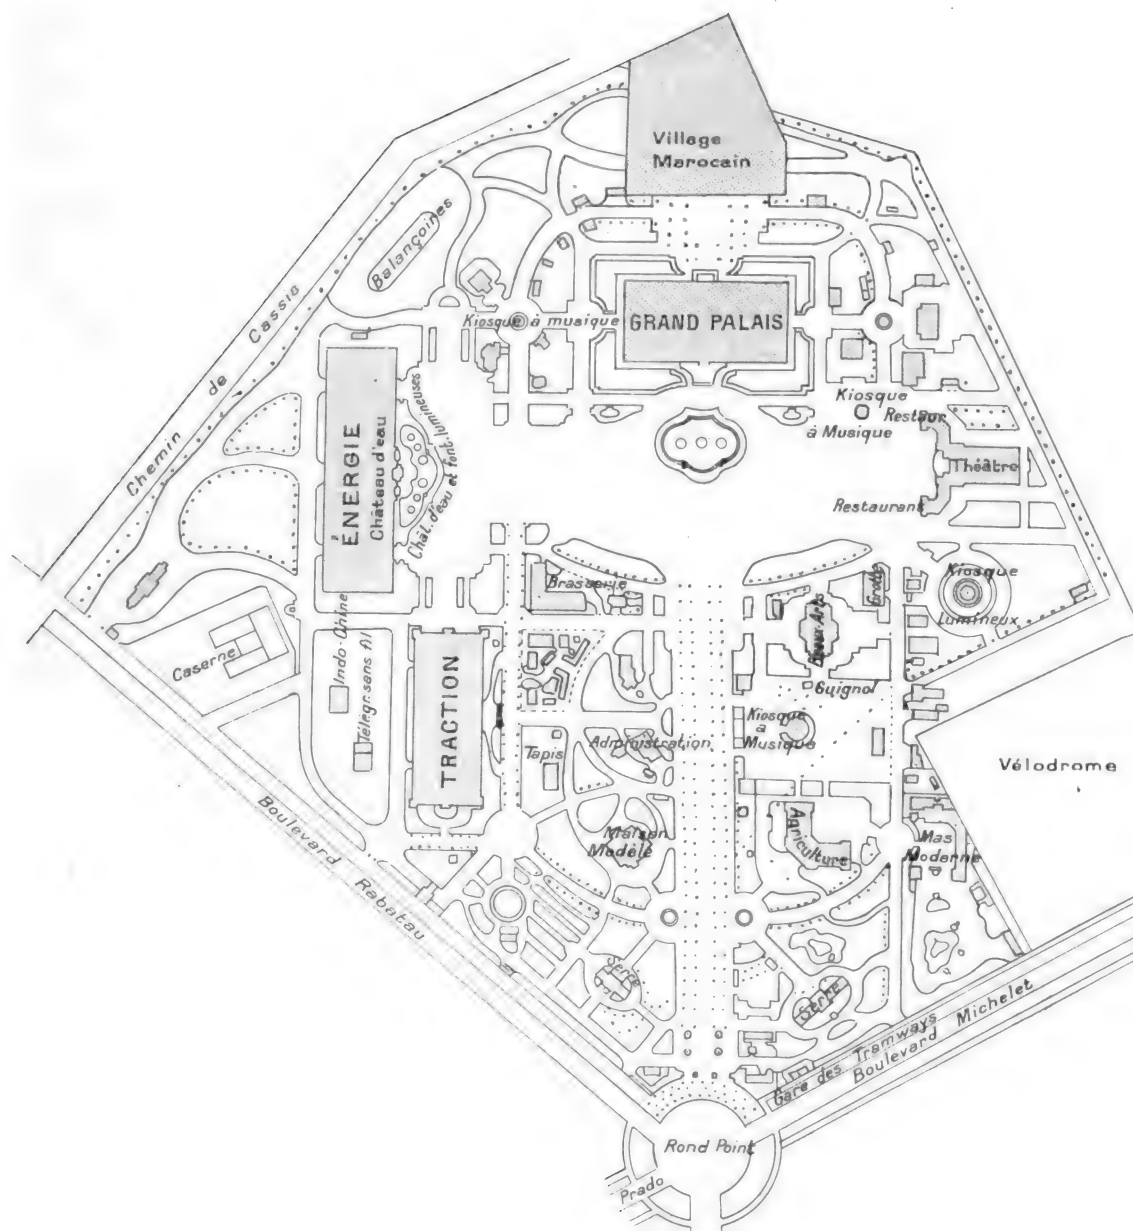 Village
Marocain
Balançoines
Chemin de Cassis
Kiosque à musique
GRAND PALAIS
Kiosque
à Musique
Restaur
Théâtre
Restaurant
ÉNERGIE
Château d'eau
Chât. d'eau et font. lumineuses
Brasserie
Grotte
Kiosque
Lumineux
Beaux Arts
Caserne
Indo-Chine
Télégr. sans fil
TRACTION
Guignol
Tapis
Administration
Kiosque
a
Musique
Vélodrome
Maison
Modèle
Agriculture
Mas
Moderne
Boulevard Rabatau
Serre
Serre
Gare des Tramways
Boulevard Michelet
Rond Point
Prado